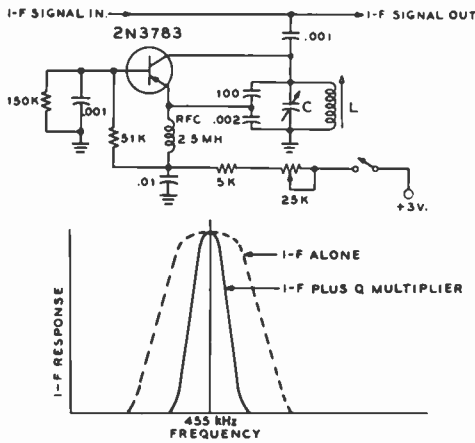 I-F SIGNAL IN.
I-F SIGNAL OUT
2N3783
.001
150K
.001
51K
RFC
2.5MH
100
.002
C
L
.01
5K
25K
+3V.
I-F RESPONSE
I-F ALONE
I-F PLUS Q MULTIPLIER
455 kHz
FREQUENCY